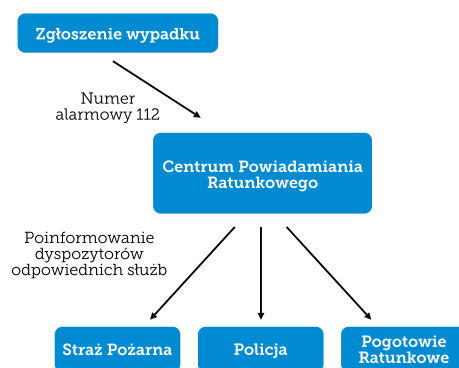 Zgłoszenie wypadku
Numer
alarmowy 112
Centrum Powiadamiania
Ratunkowego
Poinformowanie
dyspozytorów
odpowiednich służb
Straż Pożarna
Policja
Pogotowie
Ratunkowe